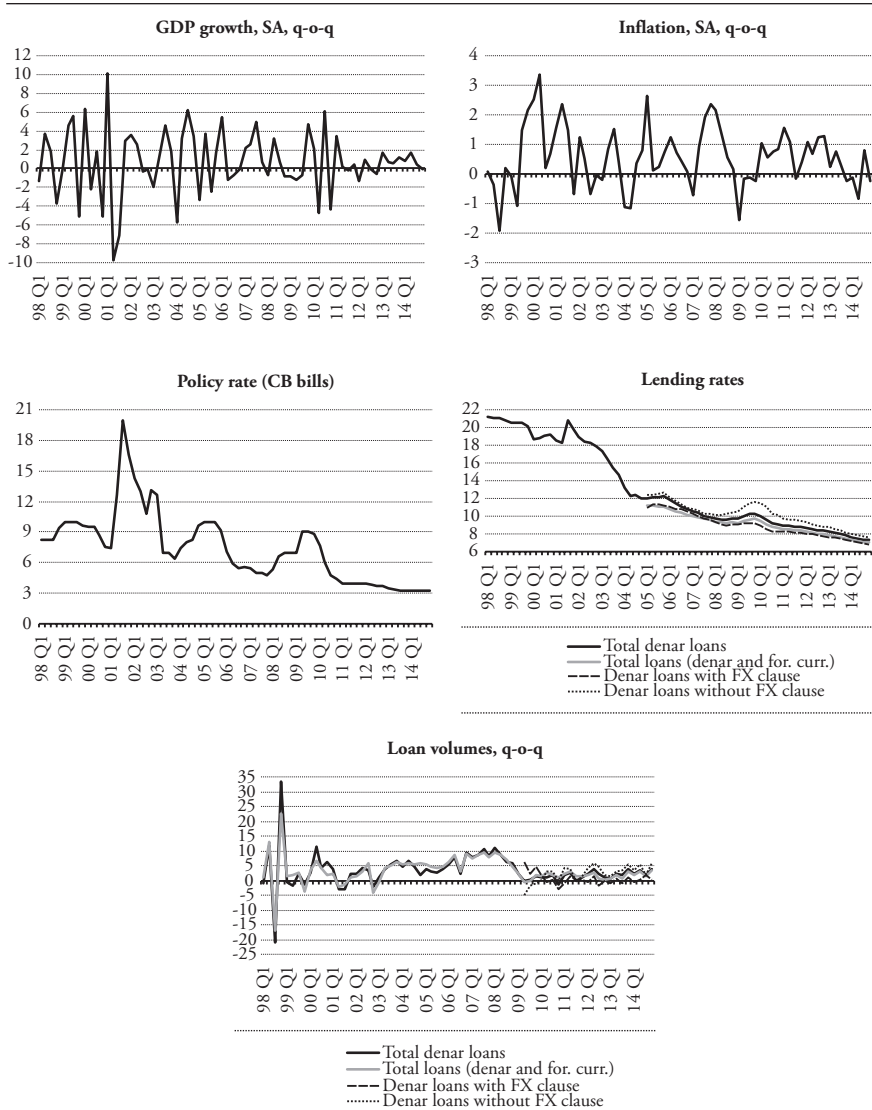 GDP growth, SA, q-o-q
12
10
8
6
4
2
0
-2
-4
-6
-8
-10
98 Q1
99 Q1
00 Q1
01 Q1
02 Q1
03 Q1
04 Q1
05 Q1
06 Q1
07 Q1
08 Q1
09 Q1
10 Q1
11 Q1
12 Q1
13 Q1
14 Q1
Inflation, SA, q-o-q
4
3
2
1
0
-1
-2
-3
98 Q1
99 Q1
00 Q1
01 Q1
02 Q1
03 Q1
04 Q1
05 Q1
06 Q1
07 Q1
08 Q1
09 Q1
10 Q1
11 Q1
12 Q1
13 Q1
14 Q1
Policy rate (CB bills)
21
18
15
12
9
6
3
0
98 Q1
99 Q1
00 Q1
01 Q1
02 Q1
03 Q1
04 Q1
05 Q1
06 Q1
07 Q1
08 Q1
09 Q1
10 Q1
11 Q1
12 Q1
13 Q1
14 Q1
Lending rates
22
20
18
16
14
12
10
8
6
98 Q1
99 Q1
00 Q1
01 Q1
02 Q1
03 Q1
04 Q1
05 Q1
06 Q1
07 Q1
08 Q1
09 Q1
10 Q1
11 Q1
12 Q1
13 Q1
14 Q1
Total denar loans
Total loans (denar and for. curr.)
Denar loans with FX clause
Denar loans without FX clause
Loan volumes, q-o-q
35
30
25
20
15
10
5
0
-5
-10
-15
-20
-25
98 Q1
99 Q1
00 Q1
01 Q1
02 Q1
03 Q1
04 Q1
05 Q1
06 Q1
07 Q1
08 Q1
09 Q1
10 Q1
11 Q1
12 Q1
13 Q1
14 Q1
Total denar loans
Total loans (denar and for. curr.)
Denar loans with FX clause
Denar loans without FX clause